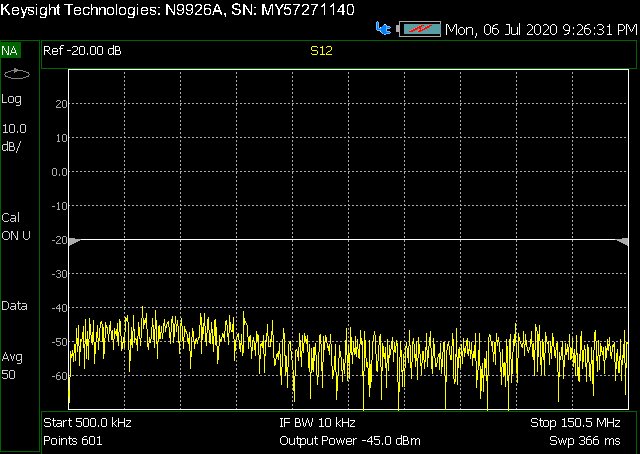 Keysight Technologies: N9926A, SN: MY57271140
Mon, 06 Jul 2020 9:26:31 PM
NA
Ref -20.00 dB
S12
Log
10.0
dB/
Cal
ON U
Data
Avg
50
20
10
0.0
-10
-20
-30
-40
-50
-60
Start 500.0 kHz
IF BW 10 kHz
Stop 150.5 MHz
Points 601
Output Power -45.0 dBm
Swp 366 ms